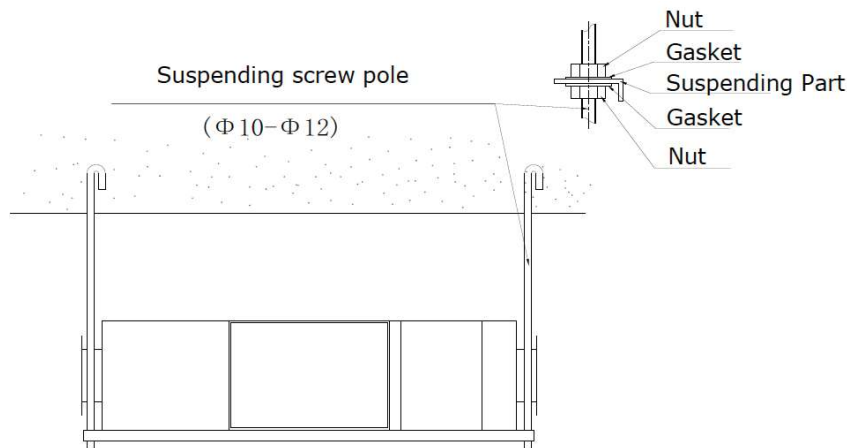 Nut
Gasket
Suspending Part
Gasket
Nut
Suspending screw pole
(Φ10-Φ12)